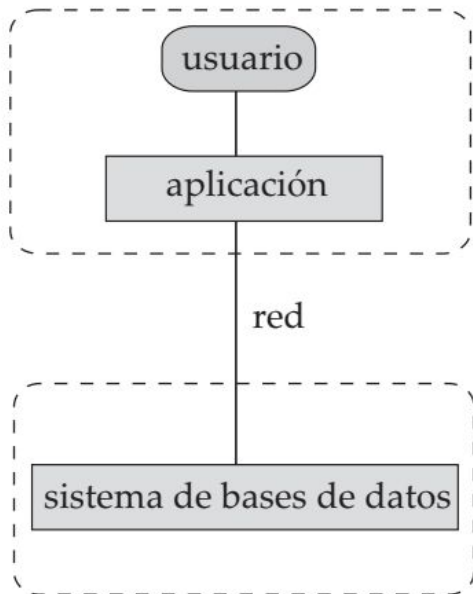 usuario
aplicación
red
sistema de bases de datos